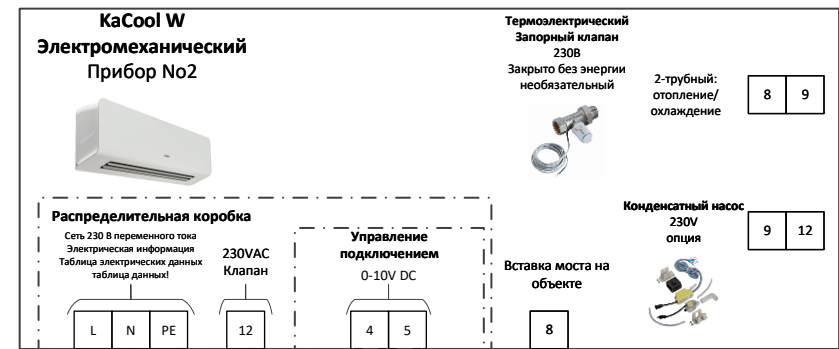 KaCool W
Электромеханический
Прибор No2
Термоэлектрический
Запорный клапан
230В
Закрыто без энергии
необязательный
2-трубный:
отопление/
охлаждение
8 9
Распределительная коробка
Сеть 230 В переменного тока
Электрическая информация
Таблица электрических данных
таблица данных!
230VAC
Клапан
Управление
подключением
0-10V DC
Вставка моста на
объекте
Конденсатный насос
230V
опция
9 12
L N PE
12
4 5
8